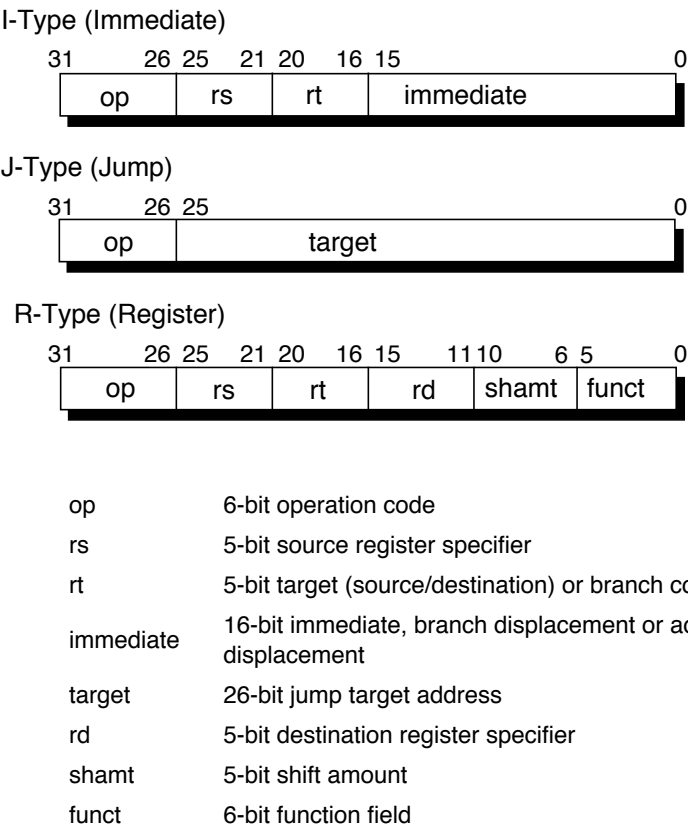 I-Type (Immediate)
31 26 25 21 20 16 15 0
op rs rt immediate
J-Type (Jump)
31 26 25 0
op target
R-Type (Register)
31 26 25 21 20 16 15 11 10 6 5 0
op rs rt rd shamt funct
op 6-bit operation code
rs 5-bit source register specifier
rt 5-bit target (source/destination) or branch
immediate 16-bit immediate, branch displacement or
displacement
target 26-bit jump target address
rd 5-bit destination register specifier
shamt 5-bit shift amount
funct 6-bit function field